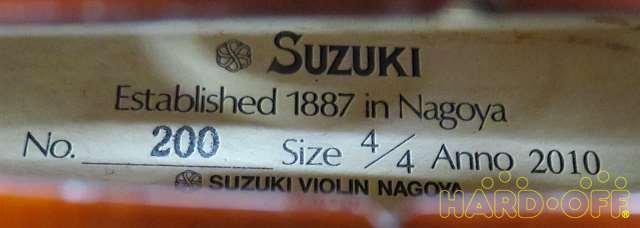 SUZUKI
Established 1887 in Nagoya
No. 200 Size 4/4 Anno 2010
SUZUKI VIOLIN NAGOYA
HARD·OFF